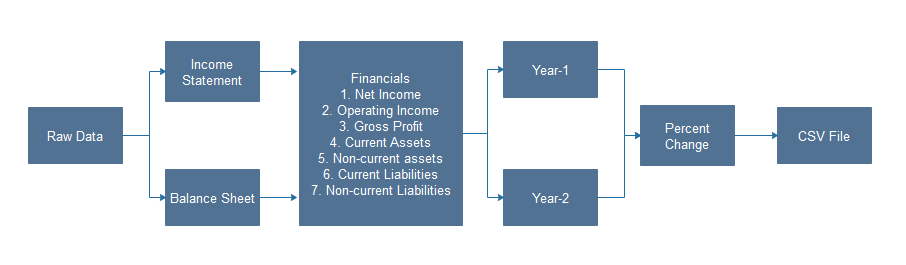 Raw Data
Income
Statement
Balance Sheet
Financials
1. Net Income
2. Operating Income
3. Gross Profit
4. Current Assets
5. Non-current assets
6. Current Liabilities
7. Non-current Liabilities
Year-1
Year-2
Percent
Change
CSV File